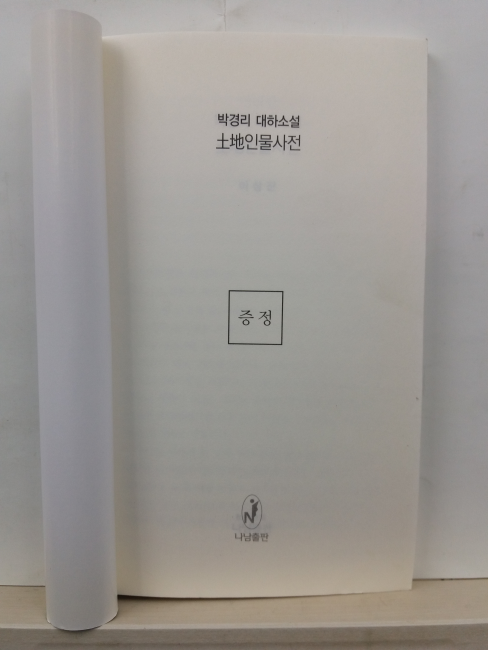 박경리 대하소설
土地인물사전
증정
나남출판